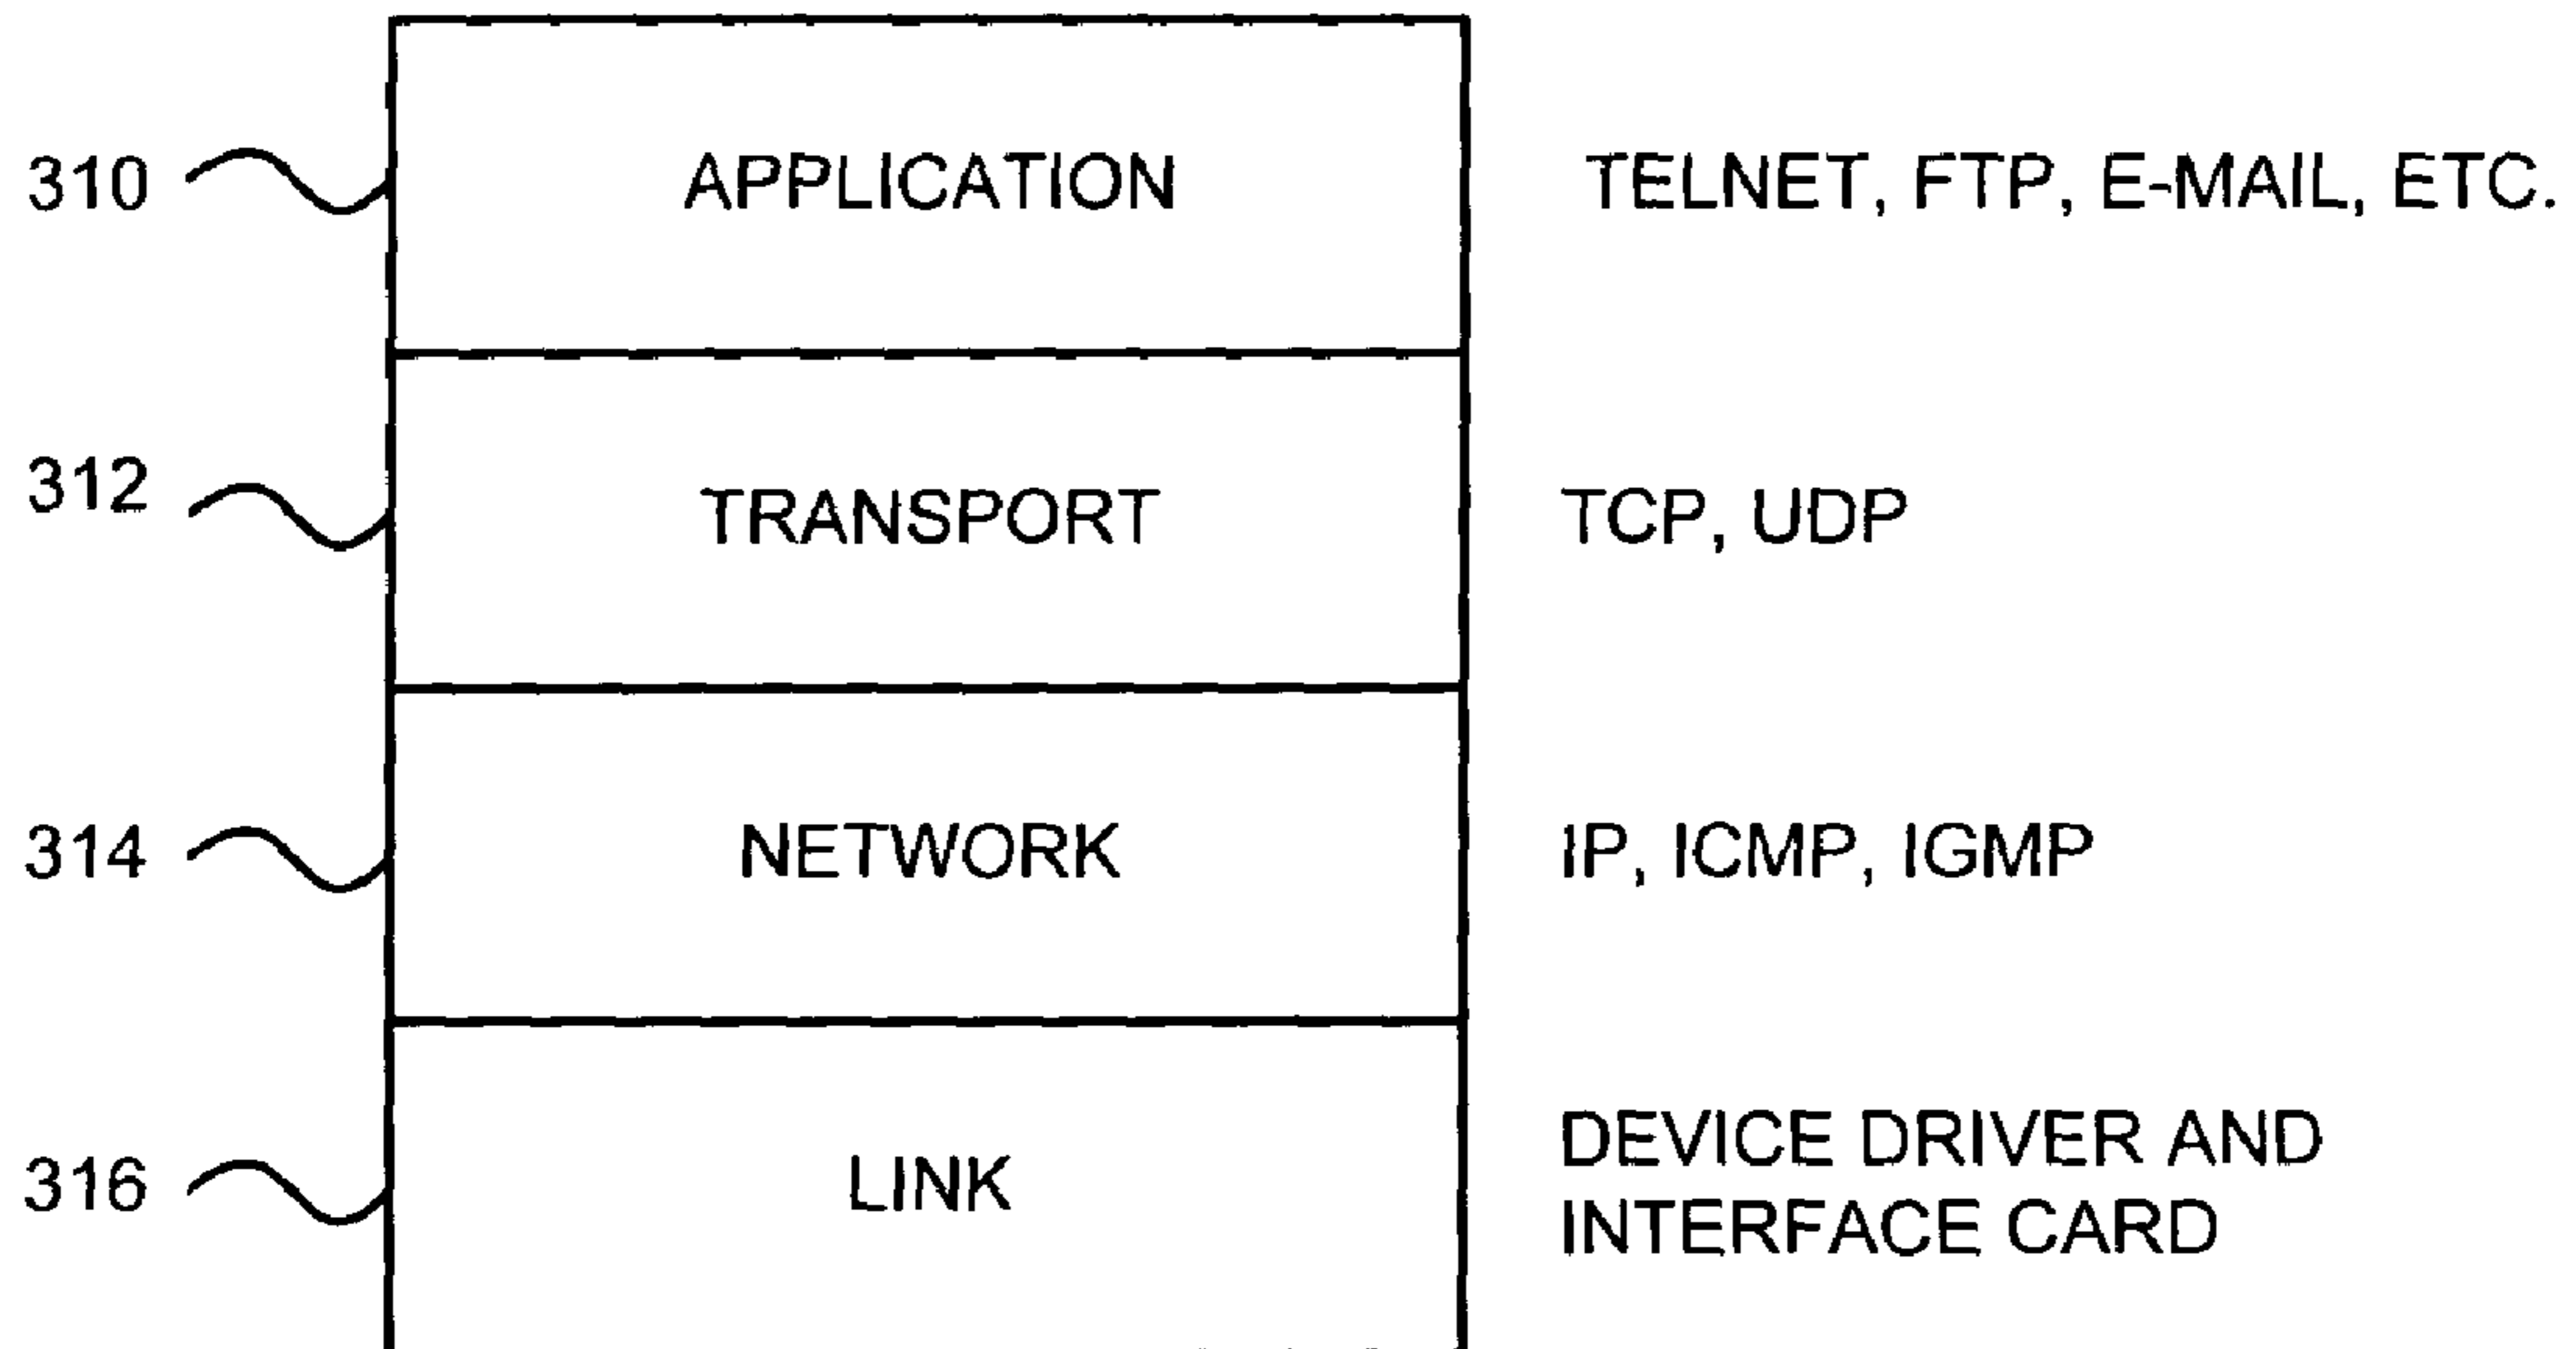 310 APPLICATION TELNET, FTP, E-MAIL, ETC.
312 TRANSPORT TCP, UDP
314 NETWORK IP, ICMP, IGMP
316 LINK DEVICE DRIVER AND
INTERFACE CARD